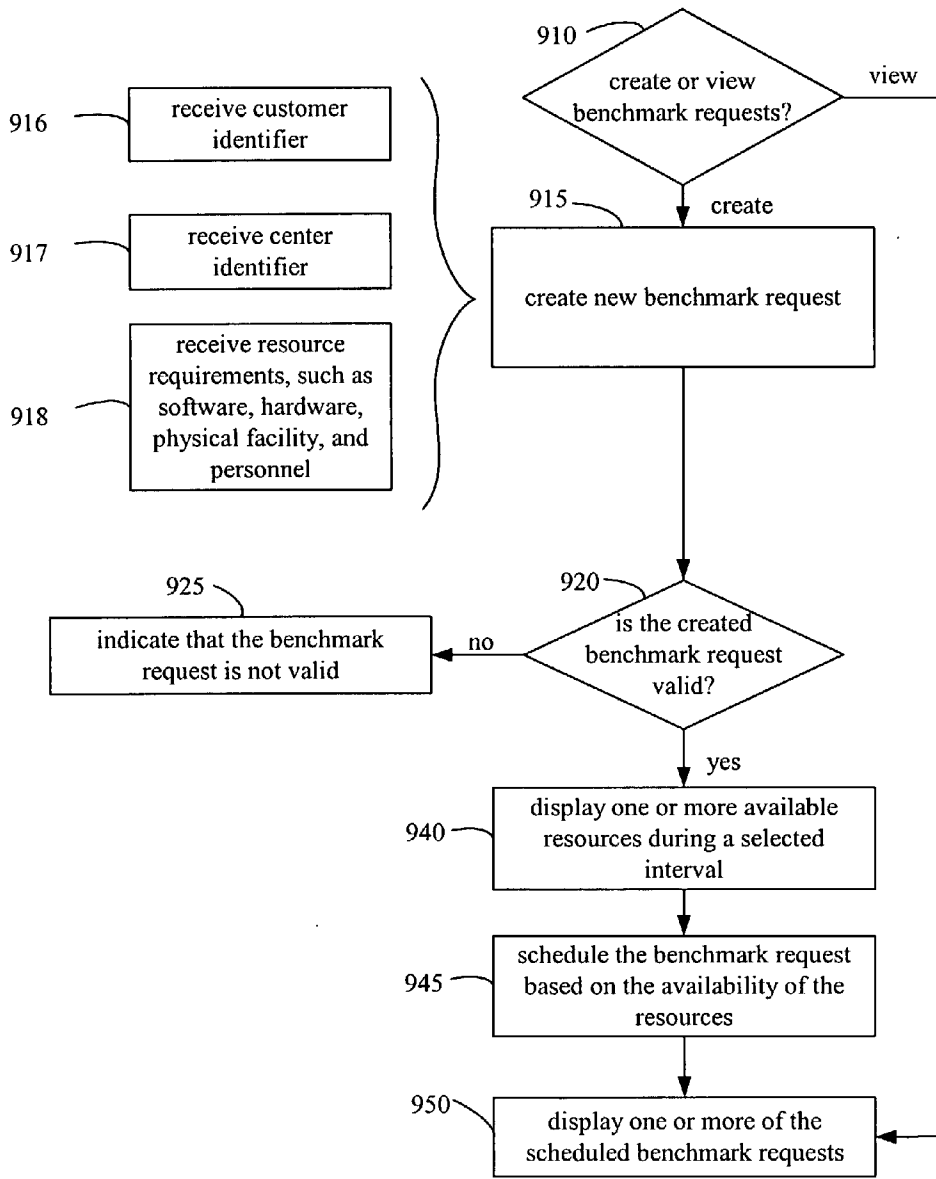 910
create or view
benchmark requests?
view
create
916
receive customer
identifier
917
receive center
identifier
918
receive resource
requirements, such as
software, hardware,
physical facility, and
personnel
915
create new benchmark request
920
is the created
benchmark request
valid?
no
925
indicate that the benchmark
request is not valid
yes
940
display one or more available
resources during a selected
interval
945
schedule the benchmark request
based on the availability of the
resources
950
display one or more of the
scheduled benchmark requests